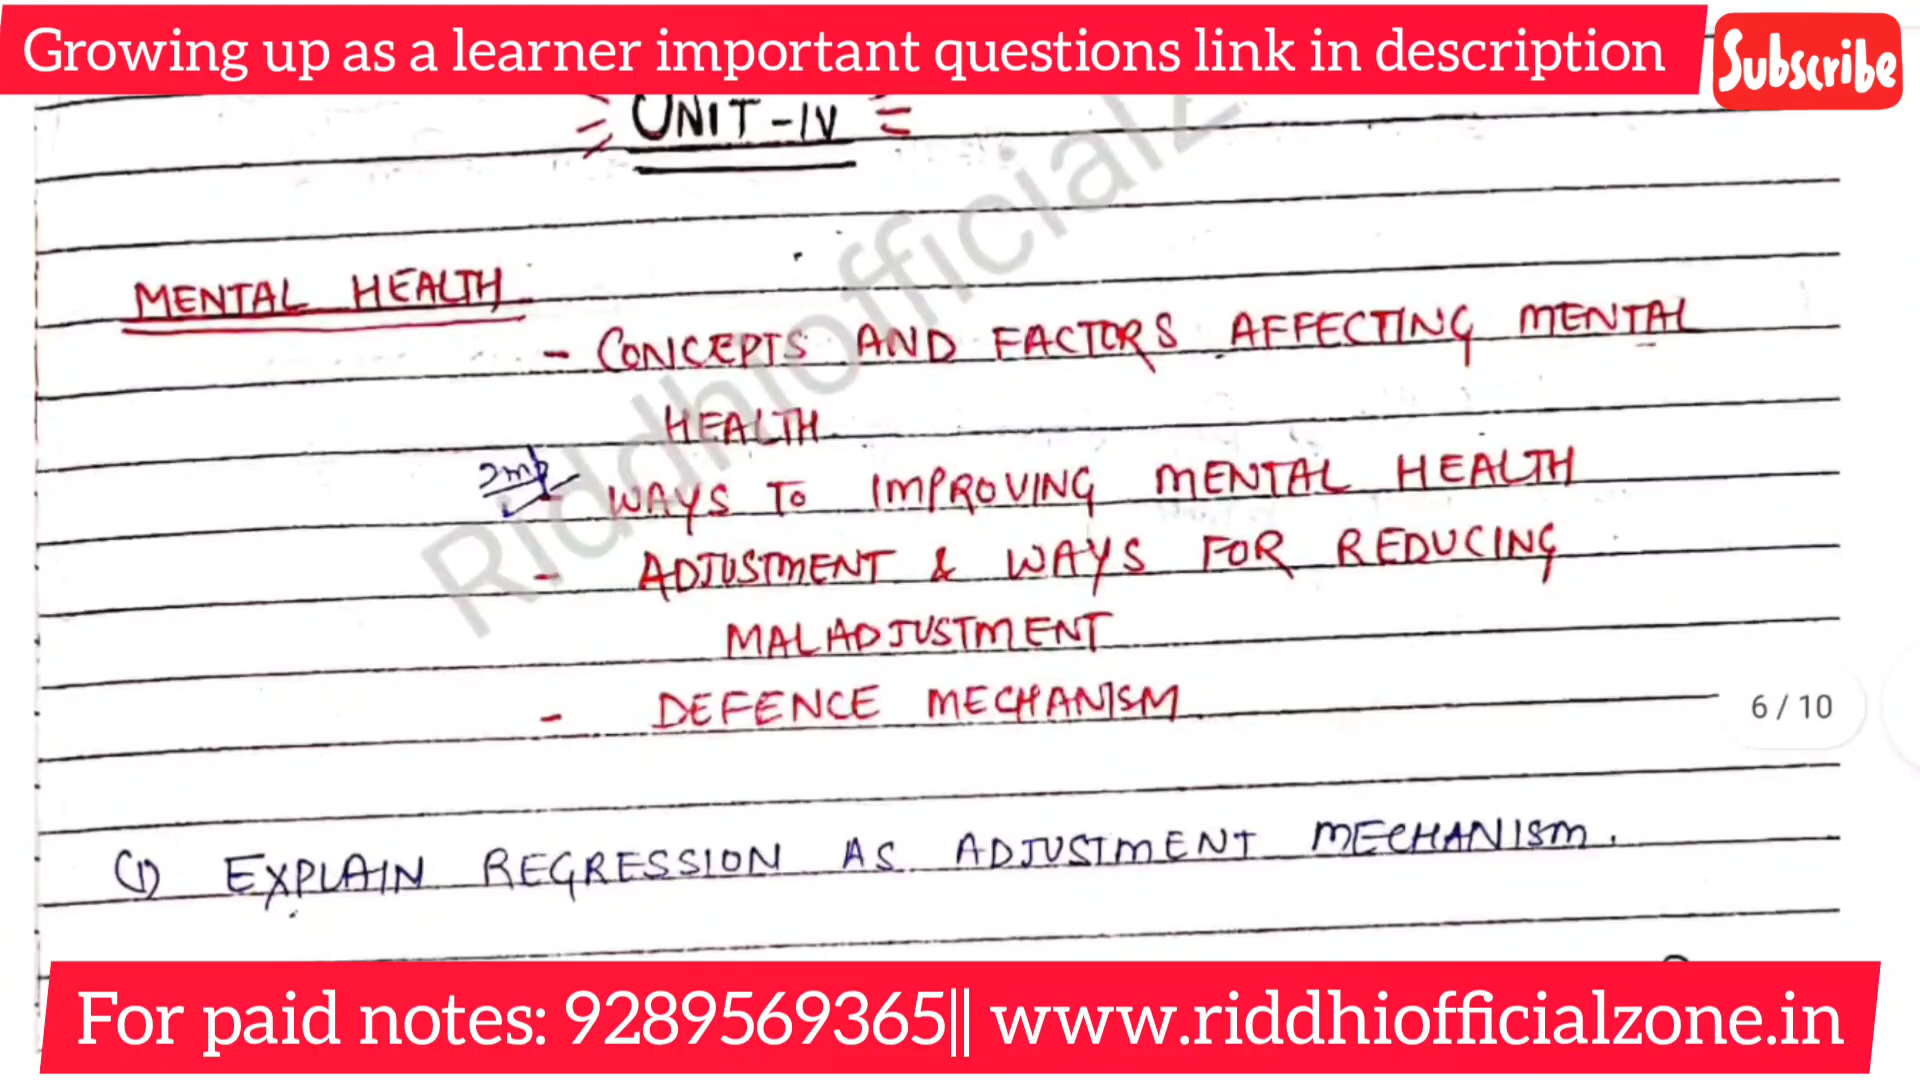 Growing up as a learner important questions link in description
Subscribe
UNIT-IV
MENTAL HEALTH
- CONCEPTS AND FACTORS AFFECTING MENTAL
HEALTH
Imp
- WAYS TO IMPROVING MENTAL HEALTH
- ADJUSTMENT & WAYS FOR REDUCING
MALADJUSTMENT
- DEFENCE MECHANISM
6 / 10
(1) EXPLAIN REGRESSION AS ADJUSTMENT MECHANISM.
Riddhiofficialz
For paid notes: 9289569365|| www.riddhiofficialzone.in